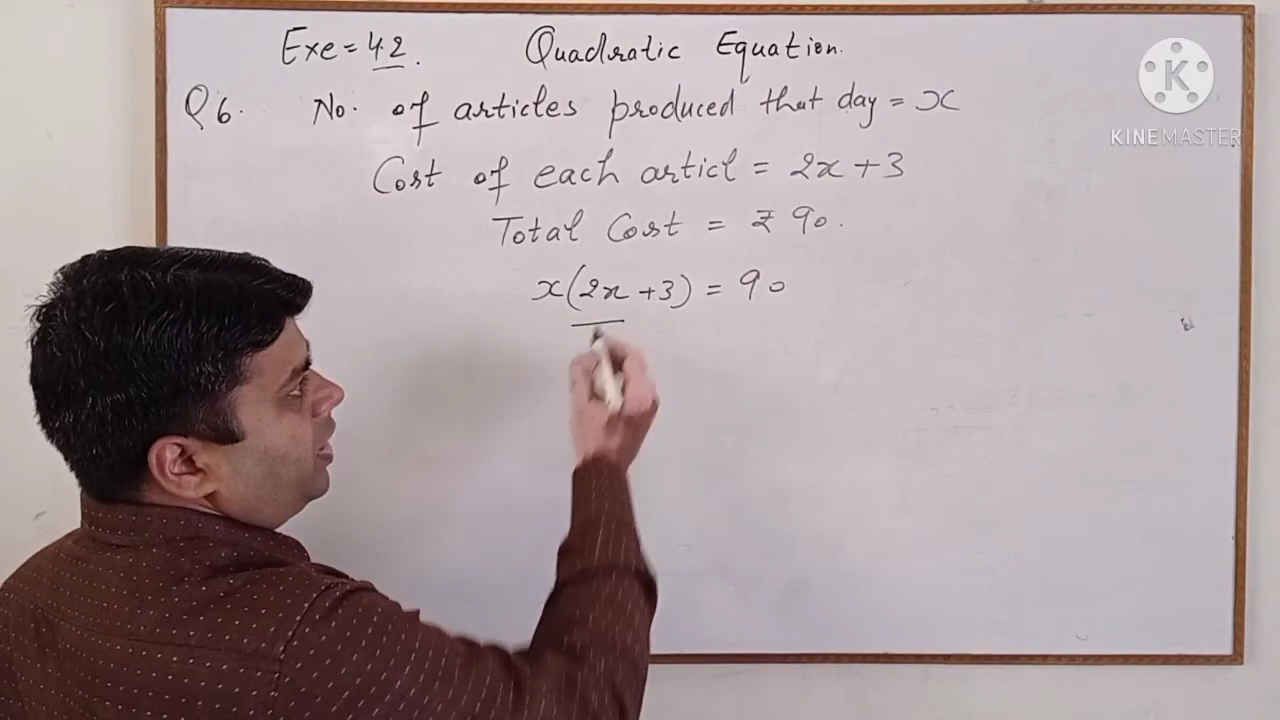 Exe = 4.2. Quadratic Equation.
Q6. No. of articles produced that day = x
Cost of each articl = 2x + 3
Total Cost = ₹ 90.
x(2x + 3) = 90
K
KINEMASTER